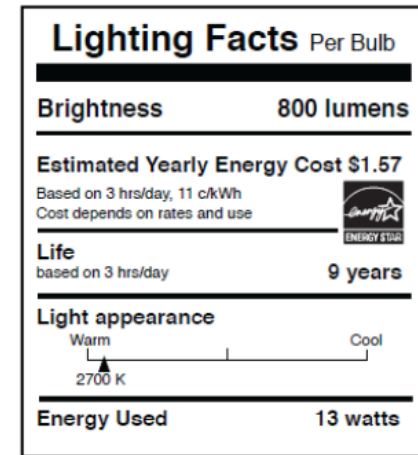 Lighting Facts Per Bulb
Brightness 800 lumens
Estimated Yearly Energy Cost $1.57
Based on 3 hrs/day, 11 c/kWh
Cost depends on rates and use
energy
ENERGY STAR
Life
based on 3 hrs/day 9 years
Light appearance
Warm Cool
2700 K
Energy Used 13 watts